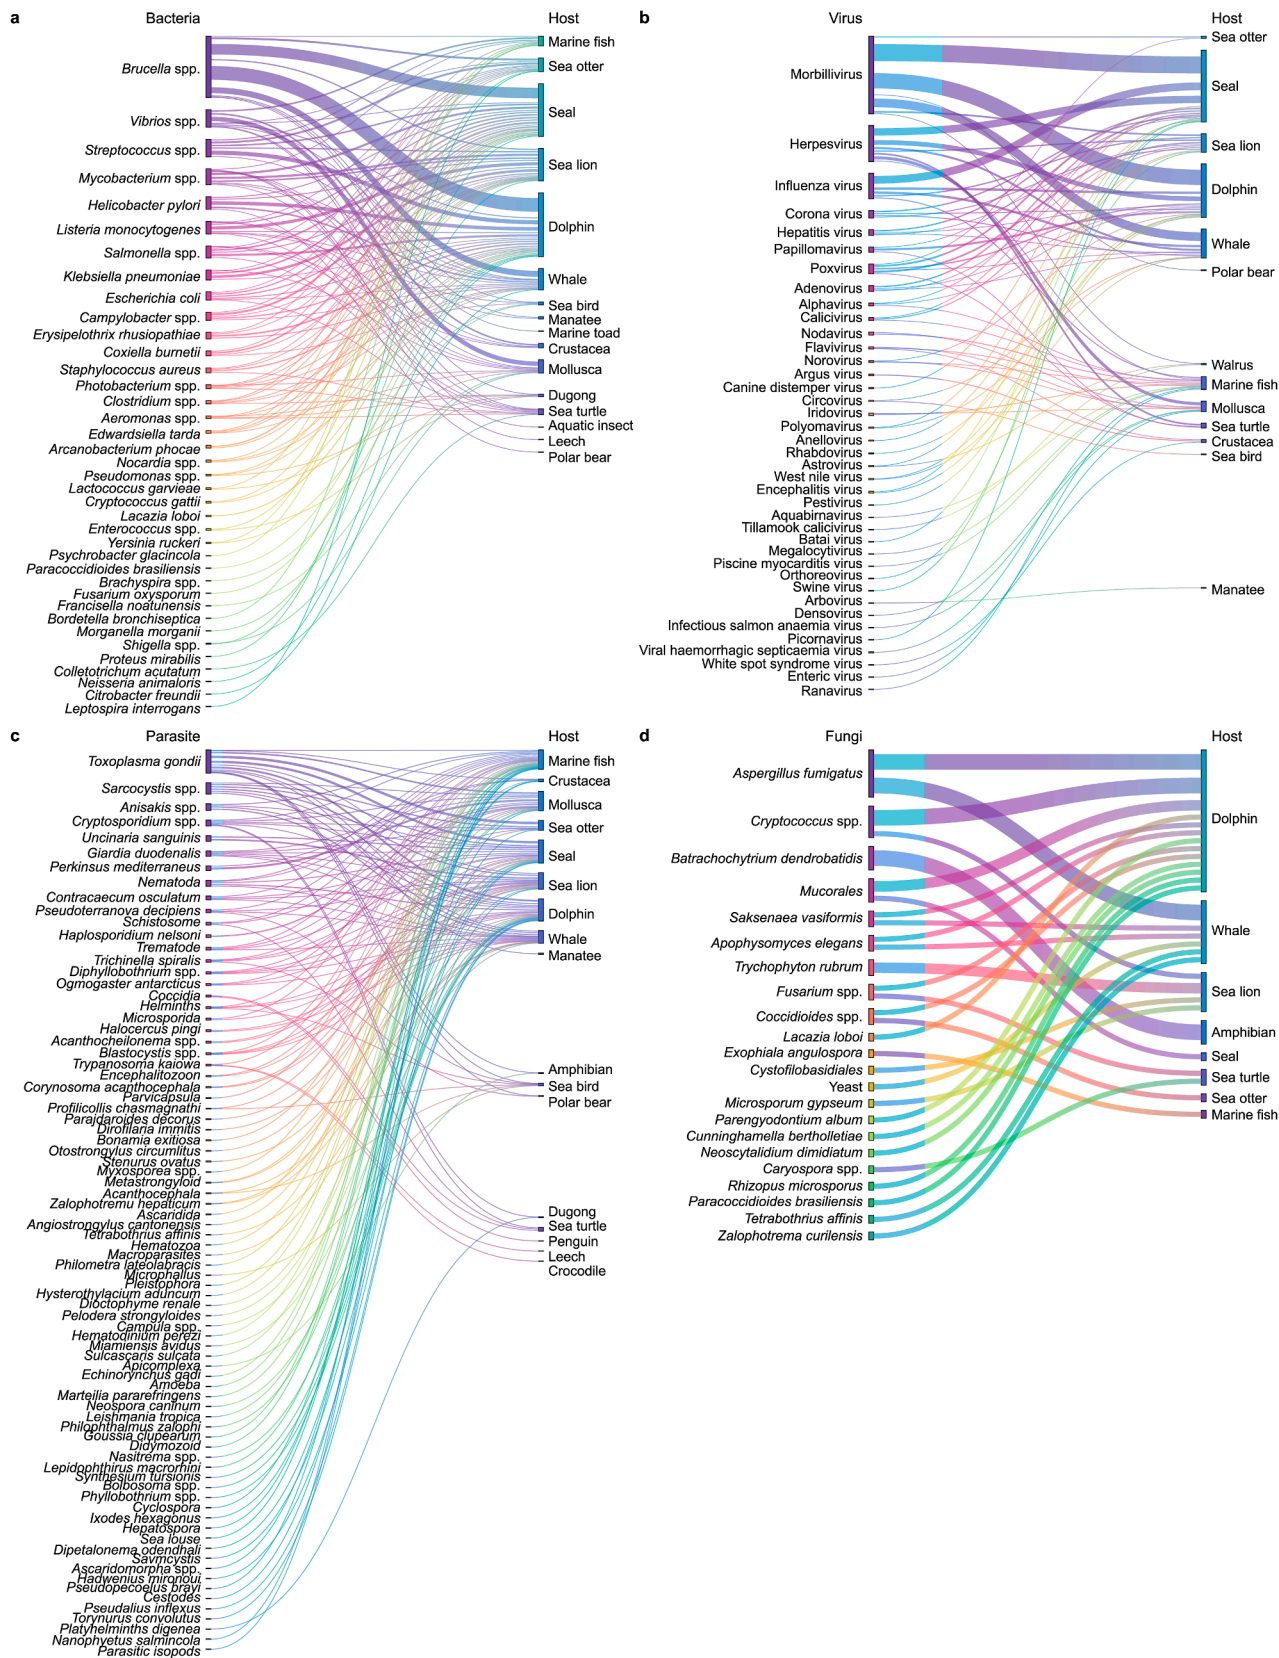 a
Bacteria
Host
Brucella spp.
Vibrios spp.
Streptococcus spp.
Mycobacterium spp.
Helicobacter pylori
Listeria monocytogenes
Salmonella spp.
Klebsiella pneumoniae
Escherichia coli
Campylobacter spp.
Erysipelothrix rhusiopathiae
Coxiella burnetii
Staphylococcus aureus
Photobacterium spp.
Clostridium spp.
Aeromonas spp.
Edwardsiella tarda
Arcanobacterium phocae
Nocardia spp.
Pseudomonas spp.
Lactococcus garvieae
Cryptococcus gattii
Lacazia loboi
Enterococcus spp.
Yersinia ruckeri
Psychrobacter glacincola
Paracoccidioides brasiliensis
Brachyspira spp.
Fusarium oxysporum
Francisella noatunensis
Bordetella bronchiseptica
Morganella morganii
Shigella spp.
Proteus mirabilis
Colletotrichum acutatum
Neisseria animaloris
Citrobacter freundii
Leptospira interrogans
Marine fish
Sea otter
Seal
Sea lion
Dolphin
Whale
Sea bird
Manatee
Marine toad
Crustacea
Mollusca
Dugong
Sea turtle
Aquatic insect
Leech
Polar bear
b
Virus
Host
Morbillivirus
Herpesvirus
Influenza virus
Corona virus
Hepatitis virus
Papillomavirus
Poxvirus
Adenovirus
Alphavirus
Calicivirus
Nodavirus
Flavivirus
Norovirus
Argus virus
Canine distemper virus
Circovirus
Iridovirus
Polyomavirus
Anellovirus
Rhabdovirus
Astrovirus
West nile virus
Encephalitis virus
Pestivirus
Aquabirnavirus
Tillamook calicivirus
Batai virus
Megalocytivirus
Piscine myocarditis virus
Orthoreovirus
Swine virus
Arbovirus
Densovirus
Infectious salmon anaemia virus
Picornavirus
Viral haemorrhagic septicaemia virus
White spot syndrome virus
Enteric virus
Ranavirus
Sea otter
Seal
Sea lion
Dolphin
Whale
Polar bear
Walrus
Marine fish
Mollusca
Sea turtle
Crustacea
Sea bird
Manatee
c
Parasite
Host
Toxoplasma gondii
Sarcocystis spp.
Anisakis spp.
Cryptosporidium spp.
Uncinaria sanguinis
Giardia duodenalis
Perkinsus mediterraneus
Nematoda
Contracaecum osculatum
Pseudoterranova decipiens
Schistosome
Haplosporidium nelsoni
Trematode
Trichinella spiralis
Diphyllobothrium spp.
Ogmogaster antarcticus
Coccidia
Helminths
Microsporida
Halocercus pingi
Acanthocheilonema spp.
Blastocystis spp.
Trypanosoma kaiowa
Encephalitozoon
Corynosoma acanthocephala
Parvicapsula
Profilicollis chasmagnathi
Parajdaroides decorus
Dirofilaria immitis
Bonamia exitiosa
Otostrongylus circumlitus
Stenurus ovatus
Myxosporea spp.
Metastrongyloid
Acanthocephala
Zalophotremu hepaticum
Ascaridida
Angiostrongylus cantonensis
Tetrabothrius affinis
Hematozoa
Macroparasites
Philometra lateolabracis
Microphallus
Pleistophora
Hysterothylacium aduncum
Dioctophyme renale
Pelodera strongyloides
Campula spp.
Hematodinium perezi
Miamiensis avidus
Sulcascaris sulcata
Apicomplexa
Echinorynchus gadi
Amoeba
Marteilia pararefringens
Neospora caninum
Leishmania tropica
Philophthalmus zalophi
Goussia clupearum
Didymozoid
Nasitrema spp.
Lepidophthirus macrorhini
Synthesium tursionis
Bolbosoma spp.
Phyllobothrium spp.
Cyclospora
Ixodes hexagonus
Hepatospora
Sea louse
Dipetalonema odendhali
Savmcystis
Ascaridomorpha spp.
Hadwenius mironoui
Pseudopecoelus brayi
Cestodes
Pseudalius inflexus
Torynurus convolutus
Platyhelminths digenea
Nanophyetus salmincola
Parasitic isopods
Marine fish
Crustacea
Mollusca
Sea otter
Seal
Sea lion
Dolphin
Whale
Manatee
Amphibian
Sea bird
Polar bear
Dugong
Sea turtle
Penguin
Leech
Crocodile
d
Fungi
Host
Aspergillus fumigatus
Cryptococcus spp.
Batrachochytrium dendrobatidis
Mucorales
Saksenaea vasiformis
Apophysomyces elegans
Trychophyton rubrum
Fusarium spp.
Coccidioides spp.
Lacazia loboi
Exophiala angulospora
Cystofilobasidiales
Yeast
Microsporum gypseum
Parengyodontium album
Cunninghamella bertholletiae
Neoscytalidium dimidiatum
Caryospora spp.
Rhizopus microsporus
Paracoccidioides brasiliensis
Tetrabothrius affinis
Zalophotrema curilensis
Dolphin
Whale
Sea lion
Amphibian
Seal
Sea turtle
Sea otter
Marine fish